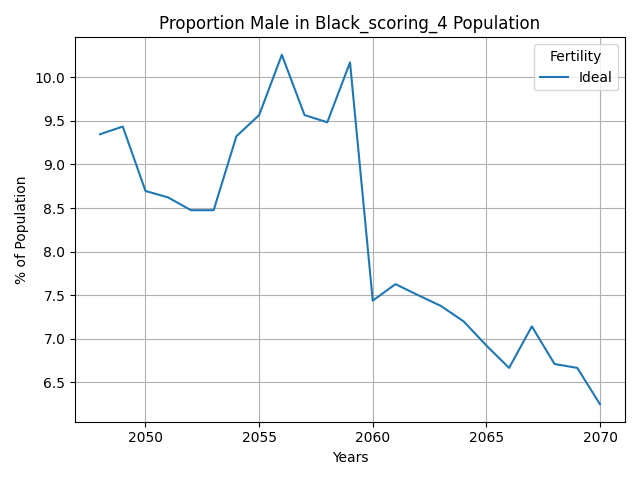 Proportion Male in Black_scoring_4 Population
Fertility
Ideal
% of Population
10.0
9.5
9.0
8.5
8.0
7.5
7.0
6.5
2050 2055 2060 2065 2070
Years